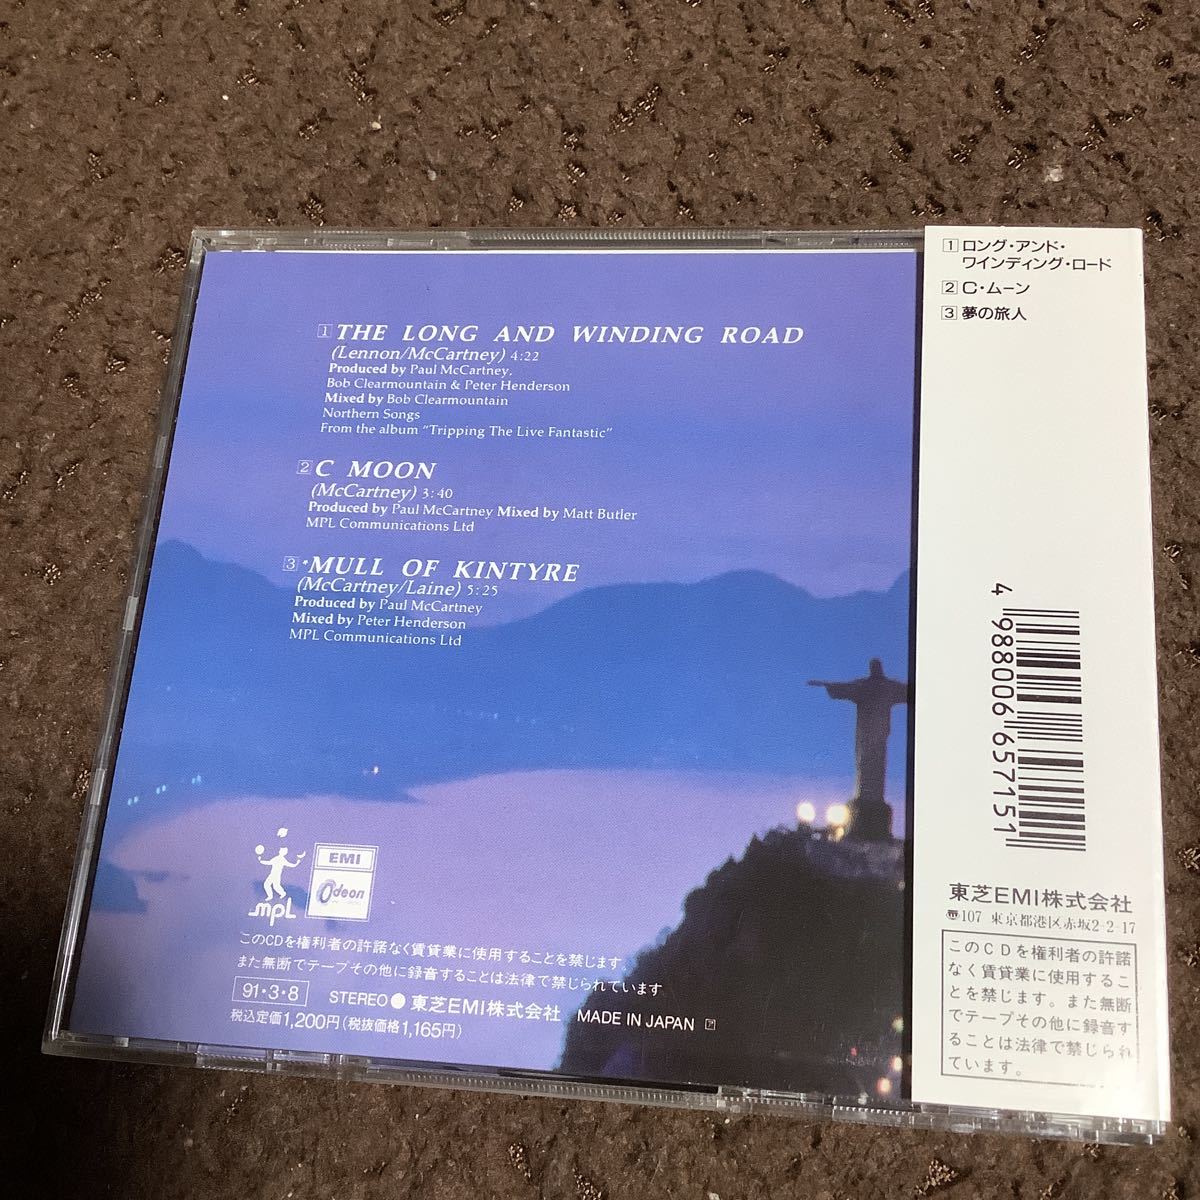 1 THE LONG AND WINDING ROAD
(Lennon/McCartney) 4:22
Produced by Paul McCartney,
Bob Clearmountain & Peter Henderson
Mixed by Bob Clearmountain
Northern Songs
From the album "Tripping The Live Fantastic"
2 C MOON
(McCartney) 3:40
Produced by Paul McCartney Mixed by Matt Butler
MPL Communications Ltd
3 MULL OF KINTYRE
(McCartney/Laine) 5:25
Produced by Paul McCartney
Mixed by Peter Henderson
MPL Communications Ltd
mpL
EMI
Odeon
このCDを権利者の許諾なく賃貸業に使用することを禁じます。
また無断でテープその他に録音することは法律で禁じられています
91・3・8 STEREO ● 東芝EMI株式会社 MADE IN JAPAN ア
税込定価1,200円(税抜価格1,165円)
1 ロング・アンド・
ワインディング・ロード
2 C・ムーン
3 夢の旅人
4 988006 657151
東芝EMI株式会社
〠107 東京都港区赤坂2-2-17
このCDを権利者の許諾
なく賃貸業に使用するこ
とを禁じます。また無断
でテープその他に録音す
ることは法律で禁じられ
ています。